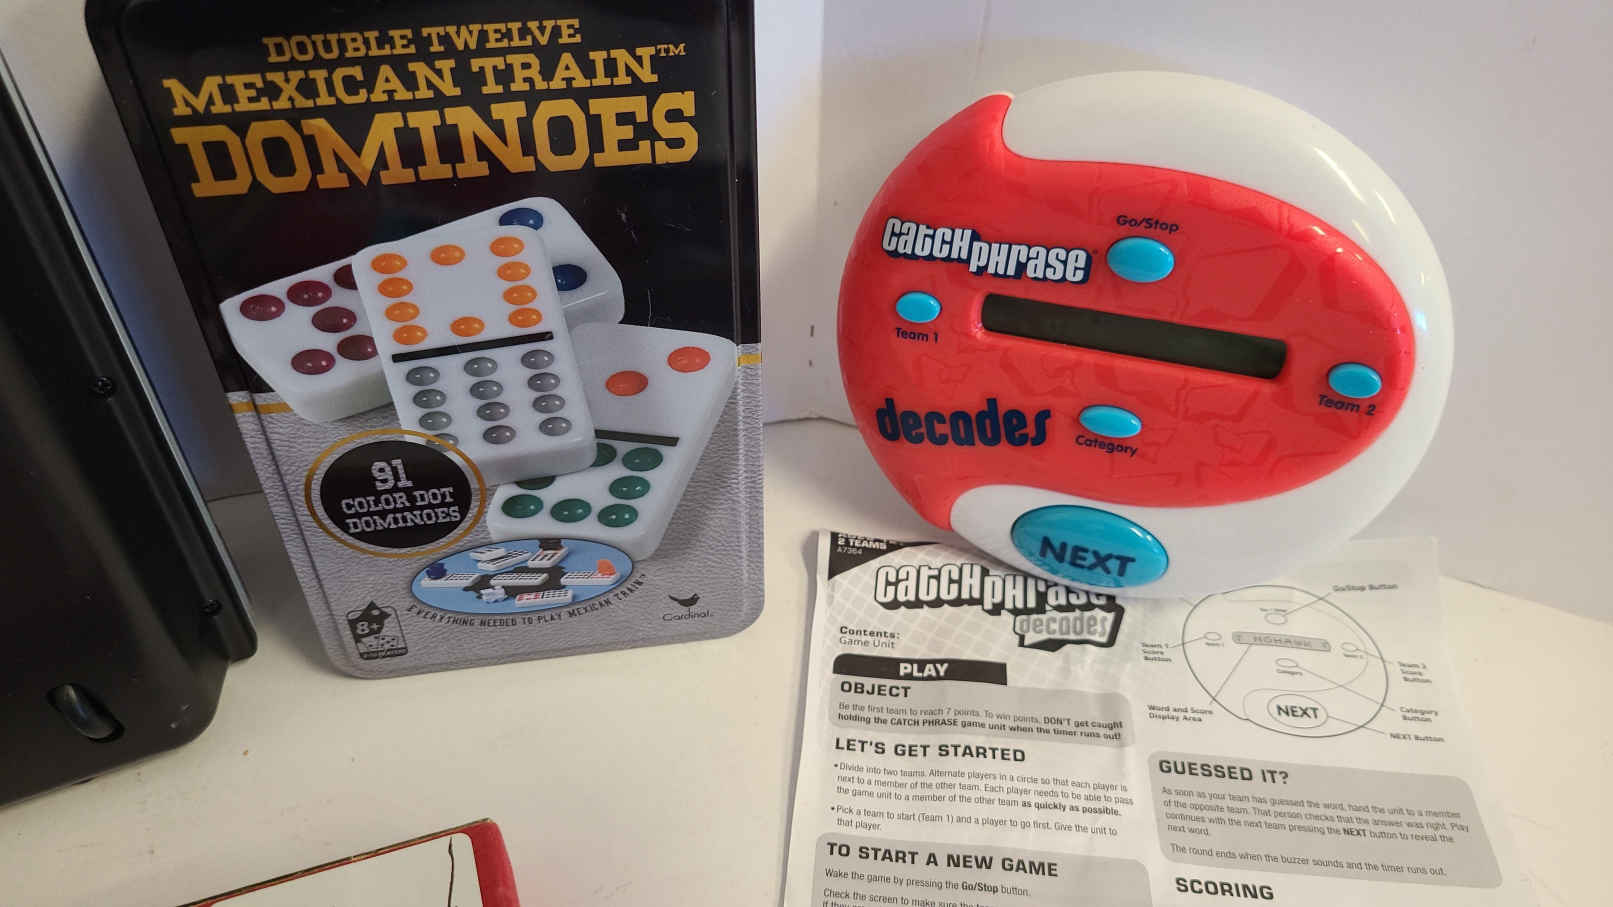 DOUBLE TWELVE
MEXICAN TRAIN™
DOMINOES
91
COLOR DOT
DOMINOES
EVERYTHING NEEDED TO PLAY MEXICAN TRAIN™
8+
Cardinal
Go/Stop
CATCH PHRASE
Team 1
Team 2
decades
Category
NEXT
2 TEAMS
A7364
CATCH PHRASE
decades
Contents:
Game Unit
PLAY
OBJECT
Be the first team to reach 7 points. To win points, DON'T get caught
holding the CATCH PHRASE game unit when the timer runs out!
LET'S GET STARTED
•Divide into two teams. Alternate players in a circle so that each player is
next to a member of the other team. Each player needs to be able to pass
the game unit to a member of the other team as quickly as possible.
•Pick a team to start (Team 1) and a player to go first. Give the unit to
that player.
TO START A NEW GAME
Wake the game by pressing the Go/Stop button.
Check the screen to make sure the
Go/Stop Button
Team 1
Score
Button
MOHAWK
Team 2
Score
Button
Category
Word and Score
Display Area
NEXT
Category
Button
NEXT Button
GUESSED IT?
As soon as your team has guessed the word, hand the unit to a member
of the opposite team. That person checks that the answer was right. Play
continues with the next team pressing the NEXT button to reveal the
next word.
The round ends when the buzzer sounds and the timer runs out.
SCORING